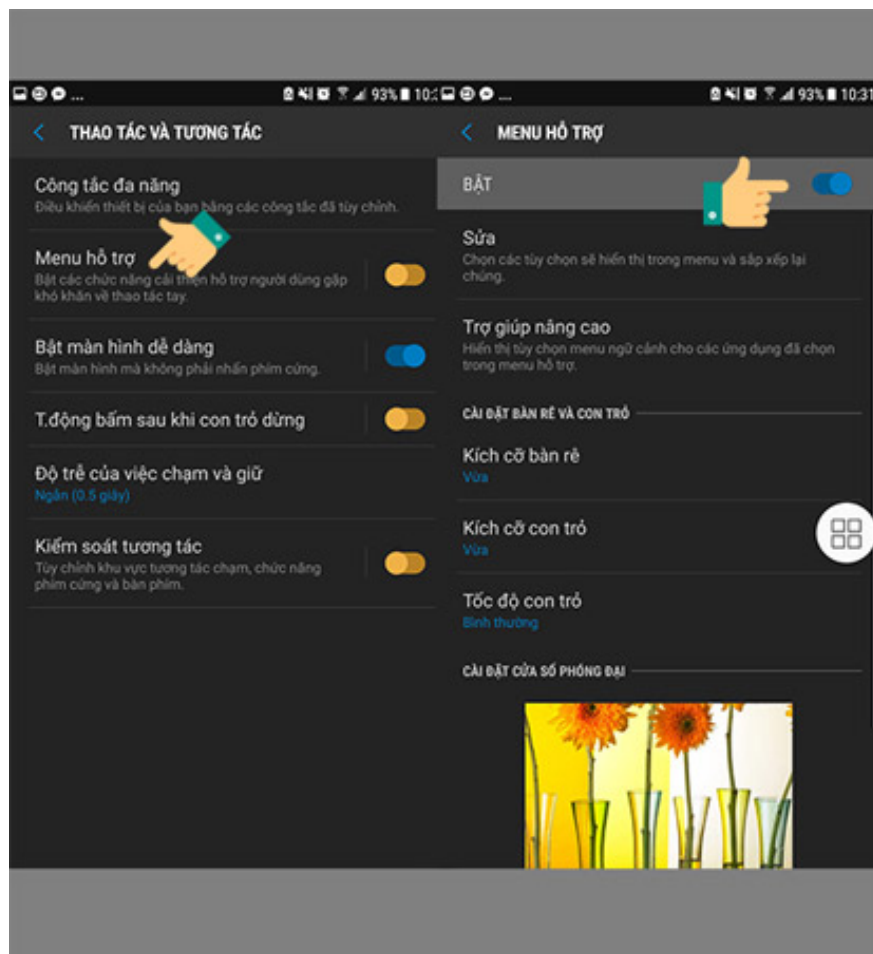 ... 93% 10:
THAO TÁC VÀ TƯƠNG TÁC
Công tắc đa năng
Điều khiển thiết bị của bạn bằng các công tắc đã tùy chỉnh.
Menu hỗ trợ
Bật các chức năng cải thiện hỗ trợ người dùng gặp
khó khăn về thao tác tay.
Bật màn hình dễ dàng
Bật màn hình mà không phải nhấn phím cứng.
T.động bấm sau khi con trỏ dừng
Độ trễ của việc chạm và giữ
Ngắn (0.5 giây)
Kiểm soát tương tác
Tùy chỉnh khu vực tương tác chạm, chức năng
phím cứng và bàn phím.
... 93% 10:31
MENU HỖ TRỢ
BẬT
Sửa
Chọn các tùy chọn sẽ hiển thị trong menu và sắp xếp lại
chúng.
Trợ giúp nâng cao
Hiển thị tùy chọn menu ngữ cảnh cho các ứng dụng đã chọn
trong menu hỗ trợ.
CÀI ĐẶT BÀN RÊ VÀ CON TRỎ
Kích cỡ bàn rê
Vừa
Kích cỡ con trỏ
Vừa
Tốc độ con trỏ
Bình thường
CÀI ĐẶT CỬA SỔ PHÓNG ĐẠI